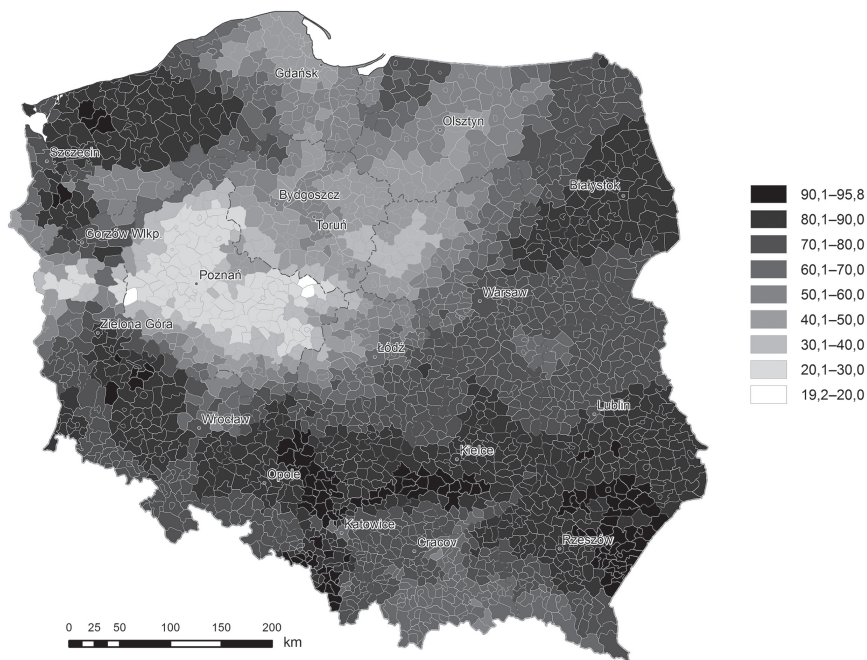 Gdańsk
Olsztyn
Szczecin
Bydgoszcz
Białystok
Toruń
Gorzów Wlkp.
Poznań
Warsaw
Zielona Góra
Łódź
Wrocław
Lublin
Kielce
Opole
Katowice
Cracov
Rzeszów
90,1–95,8
80,1–90,0
70,1–80,0
60,1–70,0
50,1–60,0
40,1–50,0
30,1–40,0
20,1–30,0
19,2–20,0
0 25 50 100 150 200
km